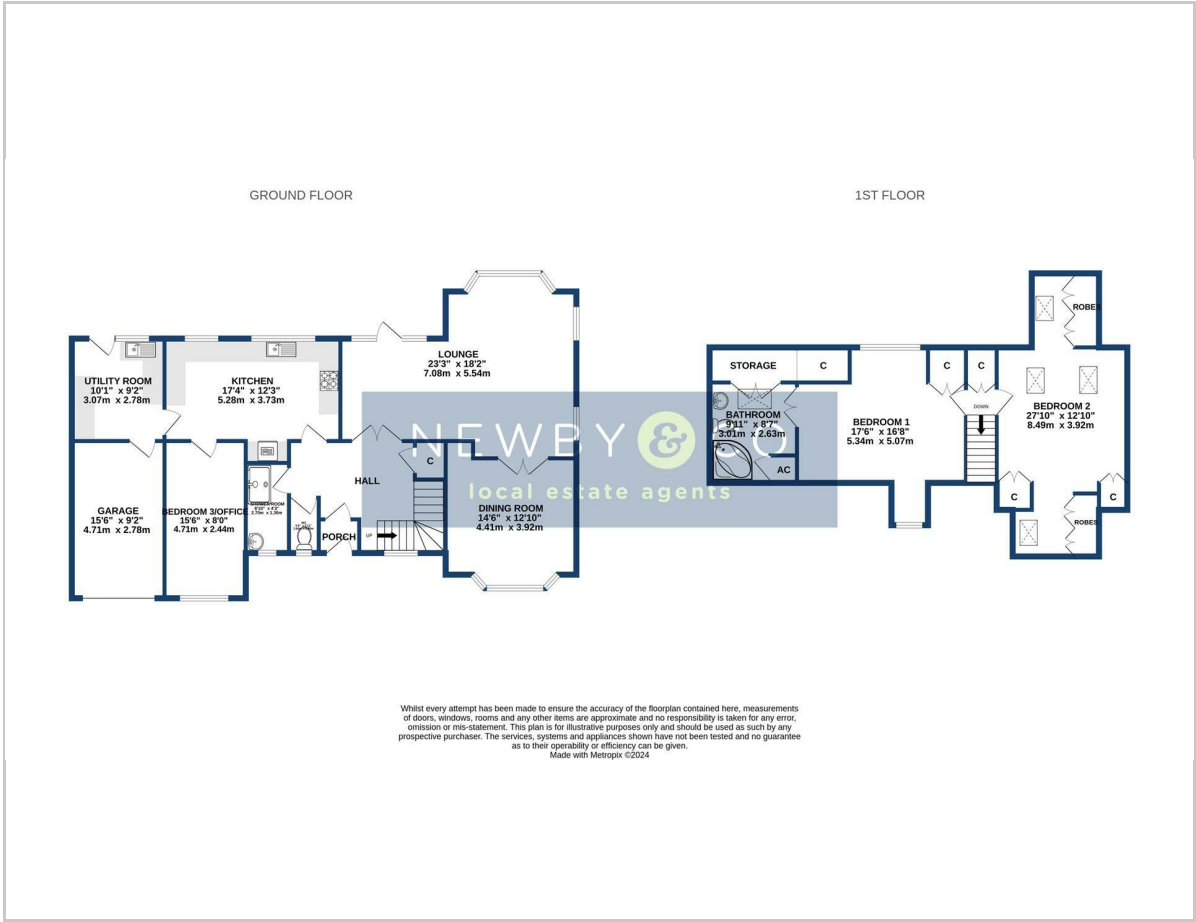 GROUND FLOOR
1ST FLOOR
LOUNGE
23'3" x 18'2"
7.08m x 5.54m
UTILITY ROOM
10'1" x 9'2"
3.07m x 2.78m
KITCHEN
17'4" x 12'3"
5.28m x 3.73m
HALL
C
GARAGE
15'6" x 9'2"
4.71m x 2.78m
BEDROOM 3/OFFICE
15'6" x 8'0"
4.71m x 2.44m
SHOWER ROOM
PORCH
UP
DINING ROOM
14'6" x 12'10"
4.41m x 3.92m
NEWBY & CO
local estate agents
ROBES
STORAGE
C
C
C
BATHROOM
9'11" x 8'7"
3.01m x 2.63m
AC
BEDROOM 1
17'6" x 16'8"
5.34m x 5.07m
DOWN
BEDROOM 2
27'10" x 12'10"
8.49m x 3.92m
C
C
ROBES
Whilst every attempt has been made to ensure the accuracy of the floorplan contained here, measurements
of doors, windows, rooms and any other items are approximate and no responsibility is taken for any error,
omission or mis-statement. This plan is for illustrative purposes only and should be used as such by any
prospective purchaser. The services, systems and appliances shown have not been tested and no guarantee
as to their operability or efficiency can be given.
Made with Metropix ©2024